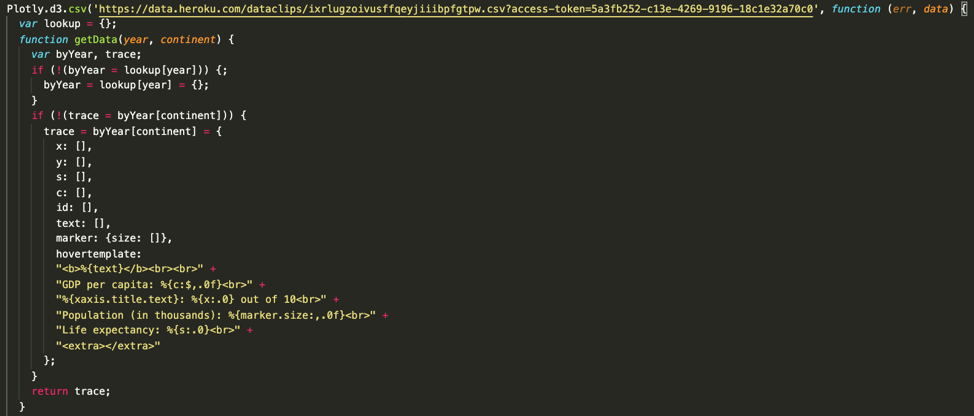 Plotly.d3.csv('https://data.heroku.com/dataclips/ixrlugzoivusffqeyjiiibpfgtpw.csv?access-token=5a3fb252-c13e-4269-9196-18c1e32a70c0', function (err, data) {
  var lookup = {};
  function getData(year, continent) {
    var byYear, trace;
    if (!(byYear = lookup[year])) {;
      byYear = lookup[year] = {};
    }
    if (!(trace = byYear[continent])) {
      trace = byYear[continent] = {
        x: [],
        y: [],
        s: [],
        c: [],
        id: [],
        text: [],
        marker: {size: []},
        hovertemplate:
        "<b>%{text}</b><br><br>" +
        "GDP per capita: %{c:$,.0f}<br>" +
        "%{xaxis.title.text}: %{x:.0} out of 10<br>" +
        "Population (in thousands): %{marker.size:,.0f}<br>" +
        "Life expectancy: %{s:.0}<br>" +
        "<extra></extra>"
      };
    }
    return trace;
  }